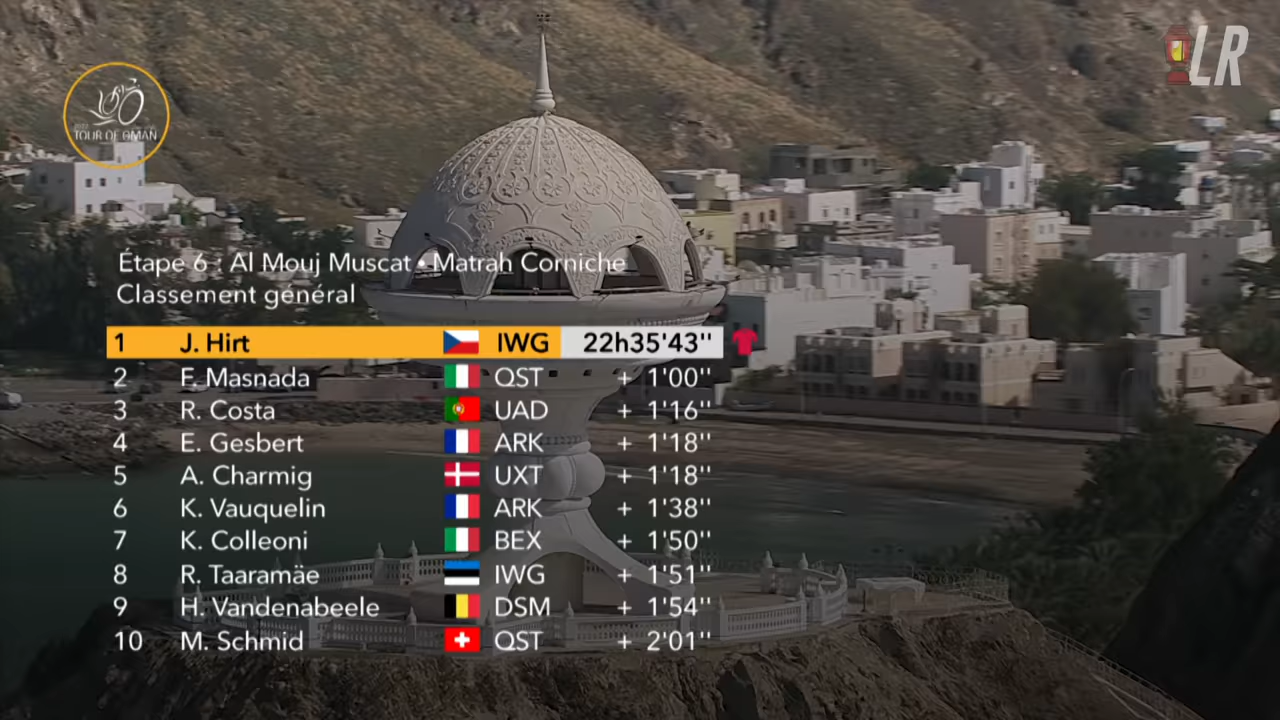 LR
2022
TOUR OF OMAN
Étape 6 : Al Mouj Muscat • Matrah Corniche
Classement général
1 J. Hirt IWG 22h35'43''
2 F. Masnada QST + 1'00''
3 R. Costa UAD + 1'16''
4 E. Gesbert ARK + 1'18''
5 A. Charmig UXT + 1'18''
6 K. Vauquelin ARK + 1'38''
7 K. Colleoni BEX + 1'50''
8 R. Taaramäe IWG + 1'51''
9 H. Vandenabeele DSM + 1'54''
10 M. Schmid QST + 2'01''